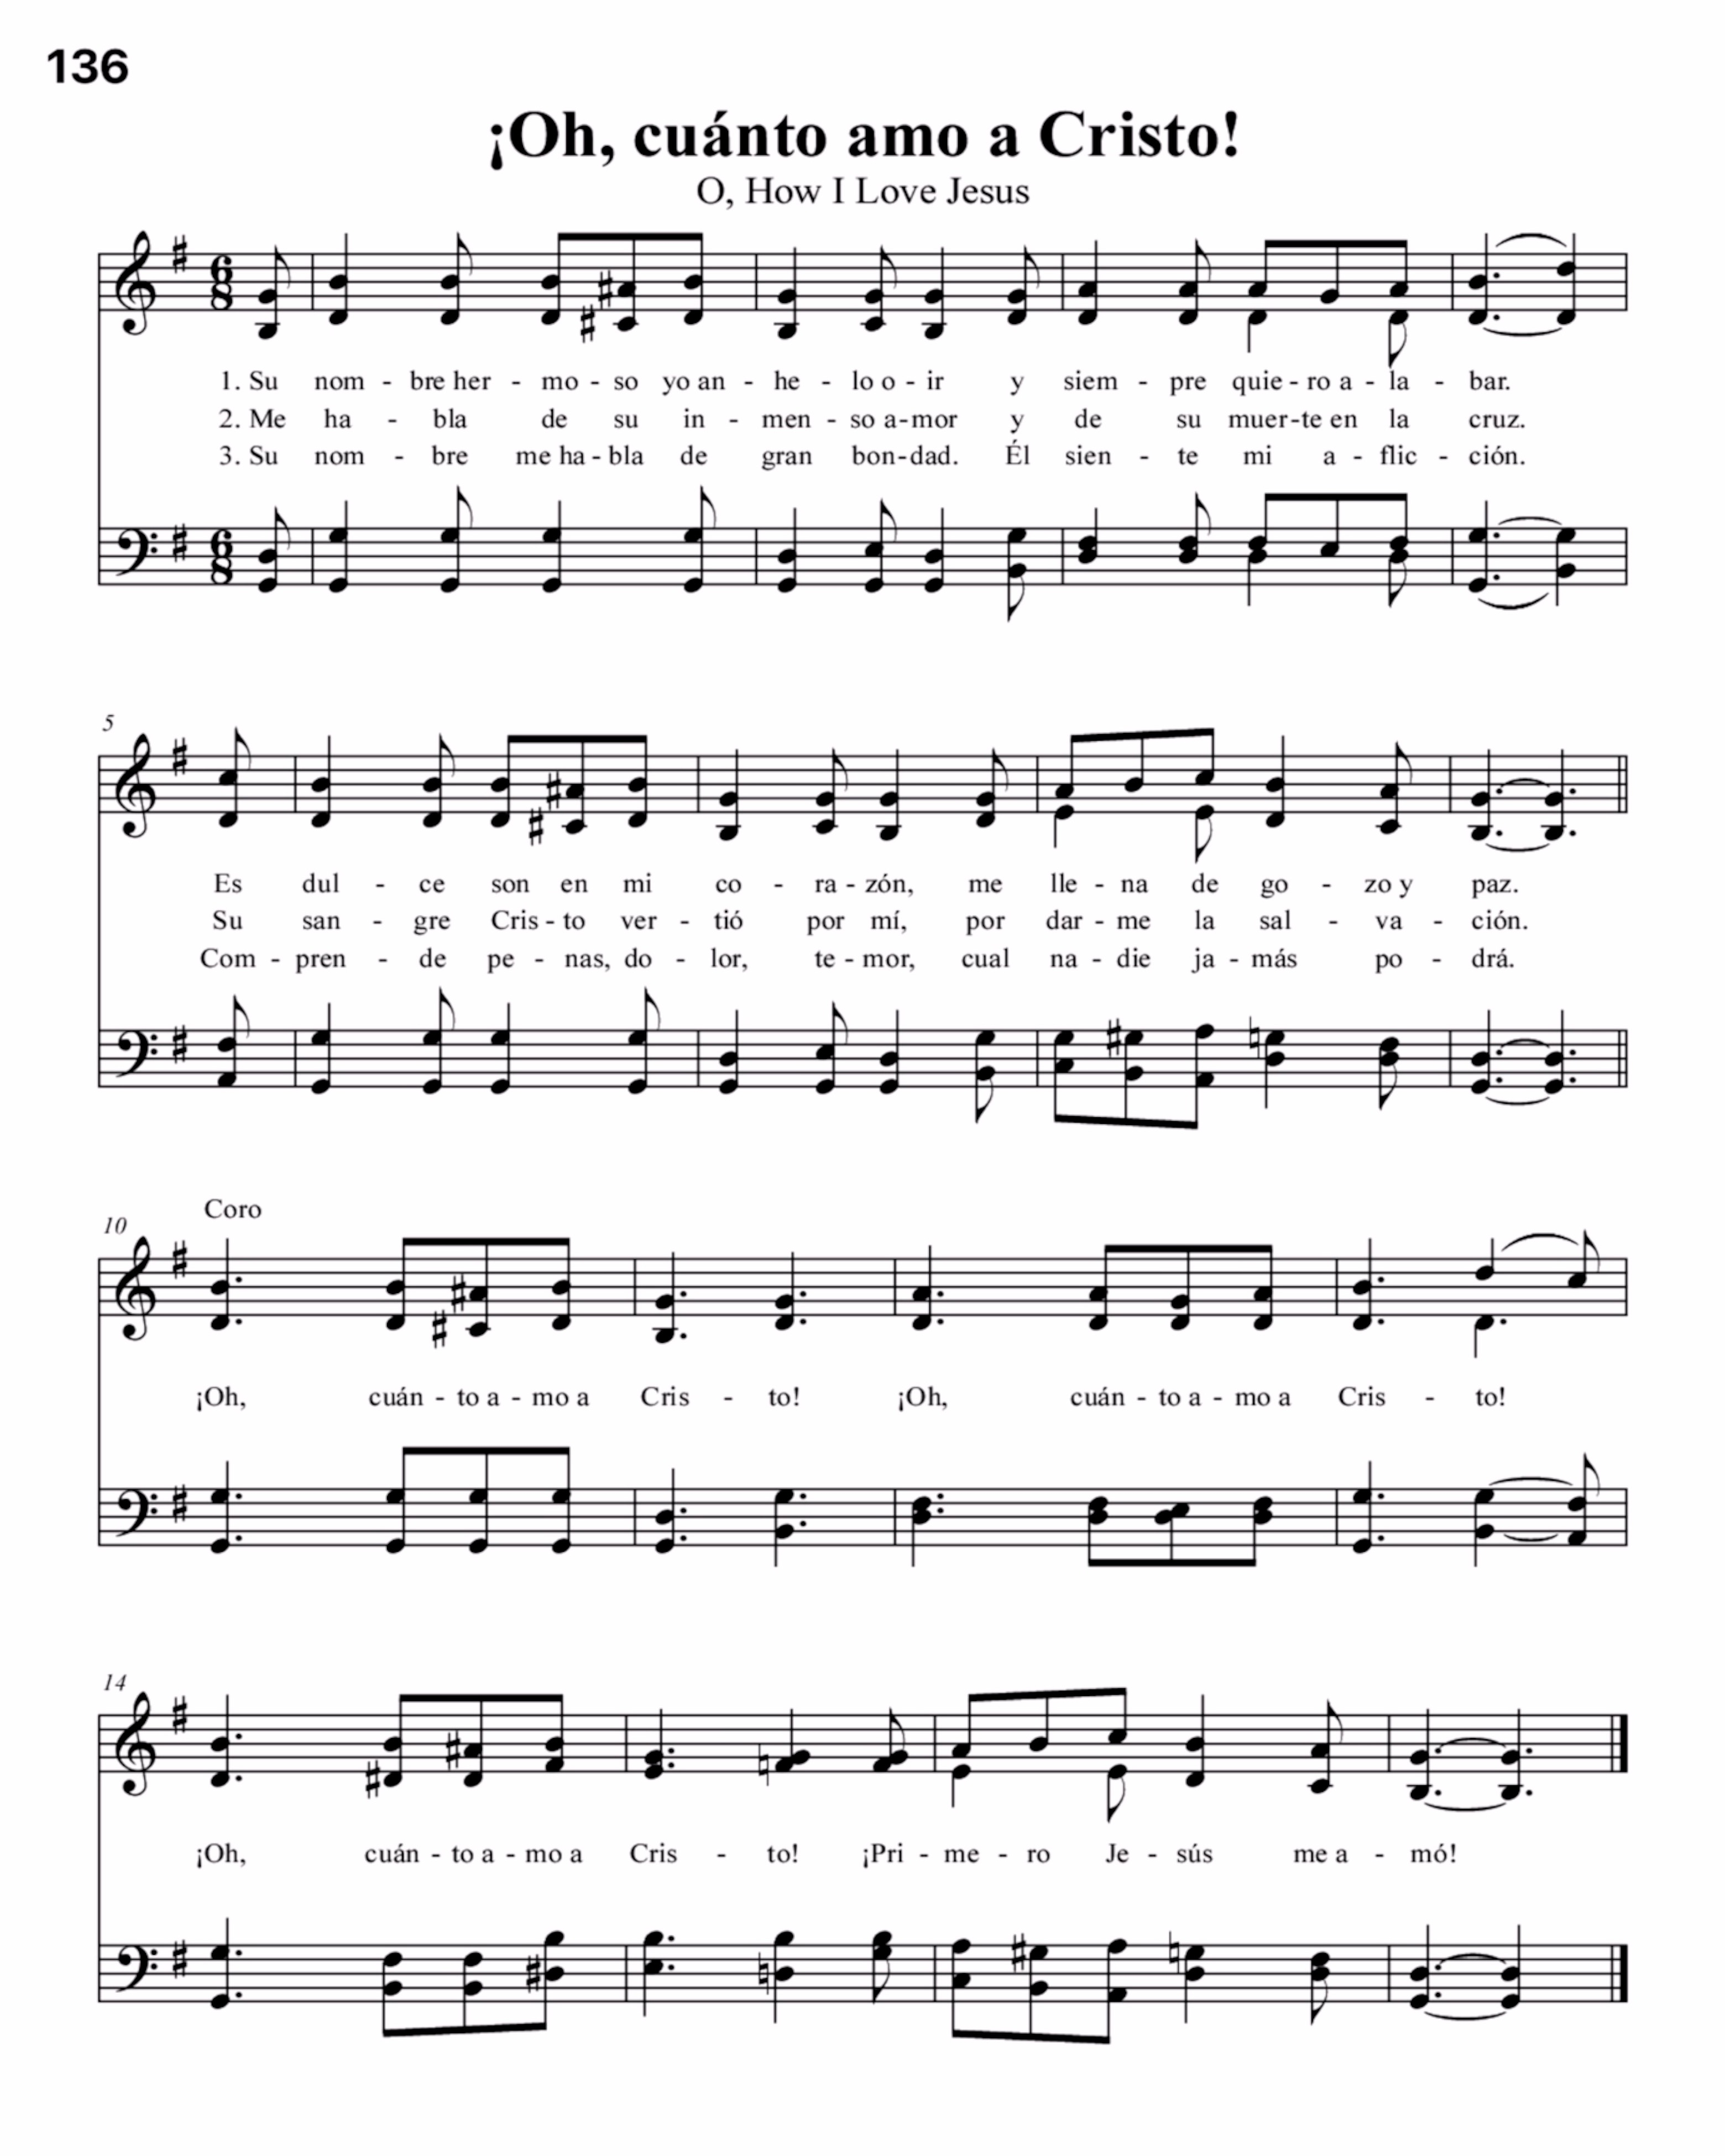 136
¡Oh, cuánto amo a Cristo!
O, How I Love Jesus
1. Su nom - bre her - mo - so yo an - he - lo o - ir y siem - pre quie - ro a - la - bar.
2. Me ha - bla de su in - men - so a - mor y de su muer - te en la cruz.
3. Su nom - bre me ha - bla de gran bon - dad. Él sien - te mi a - flic - ción.
5
Es dul - ce son en mi co - ra - zón, me lle - na de go - zo y paz.
Su san - gre Cris - to ver - tió por mí, por dar - me la sal - va - ción.
Com - pren - de pe - nas, do - lor, te - mor, cual na - die ja - más po - drá.
Coro
10
¡Oh, cuán - to a - mo a Cris - to! ¡Oh, cuán - to a - mo a Cris - to!
14
¡Oh, cuán - to a - mo a Cris - to! ¡Pri - me - ro Je - sús me a - mó!